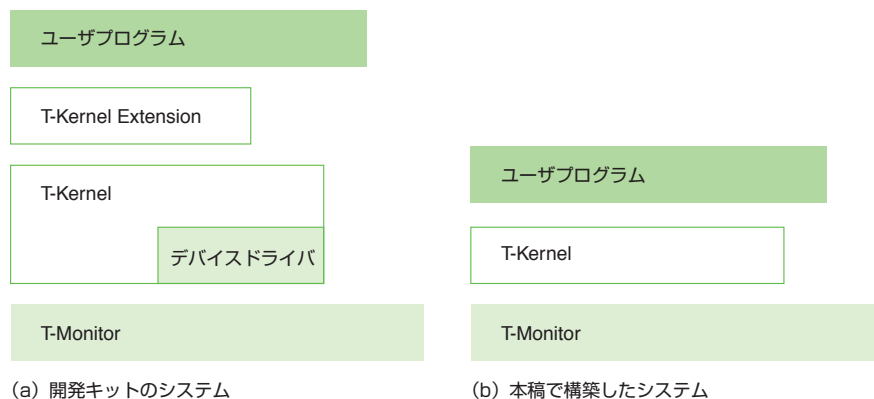 ユーザプログラム
T-Kernel Extension
T-Kernel
デバイスドライバ
T-Monitor
(a) 開発キットのシステム
ユーザプログラム
T-Kernel
T-Monitor
(b) 本稿で構築したシステム